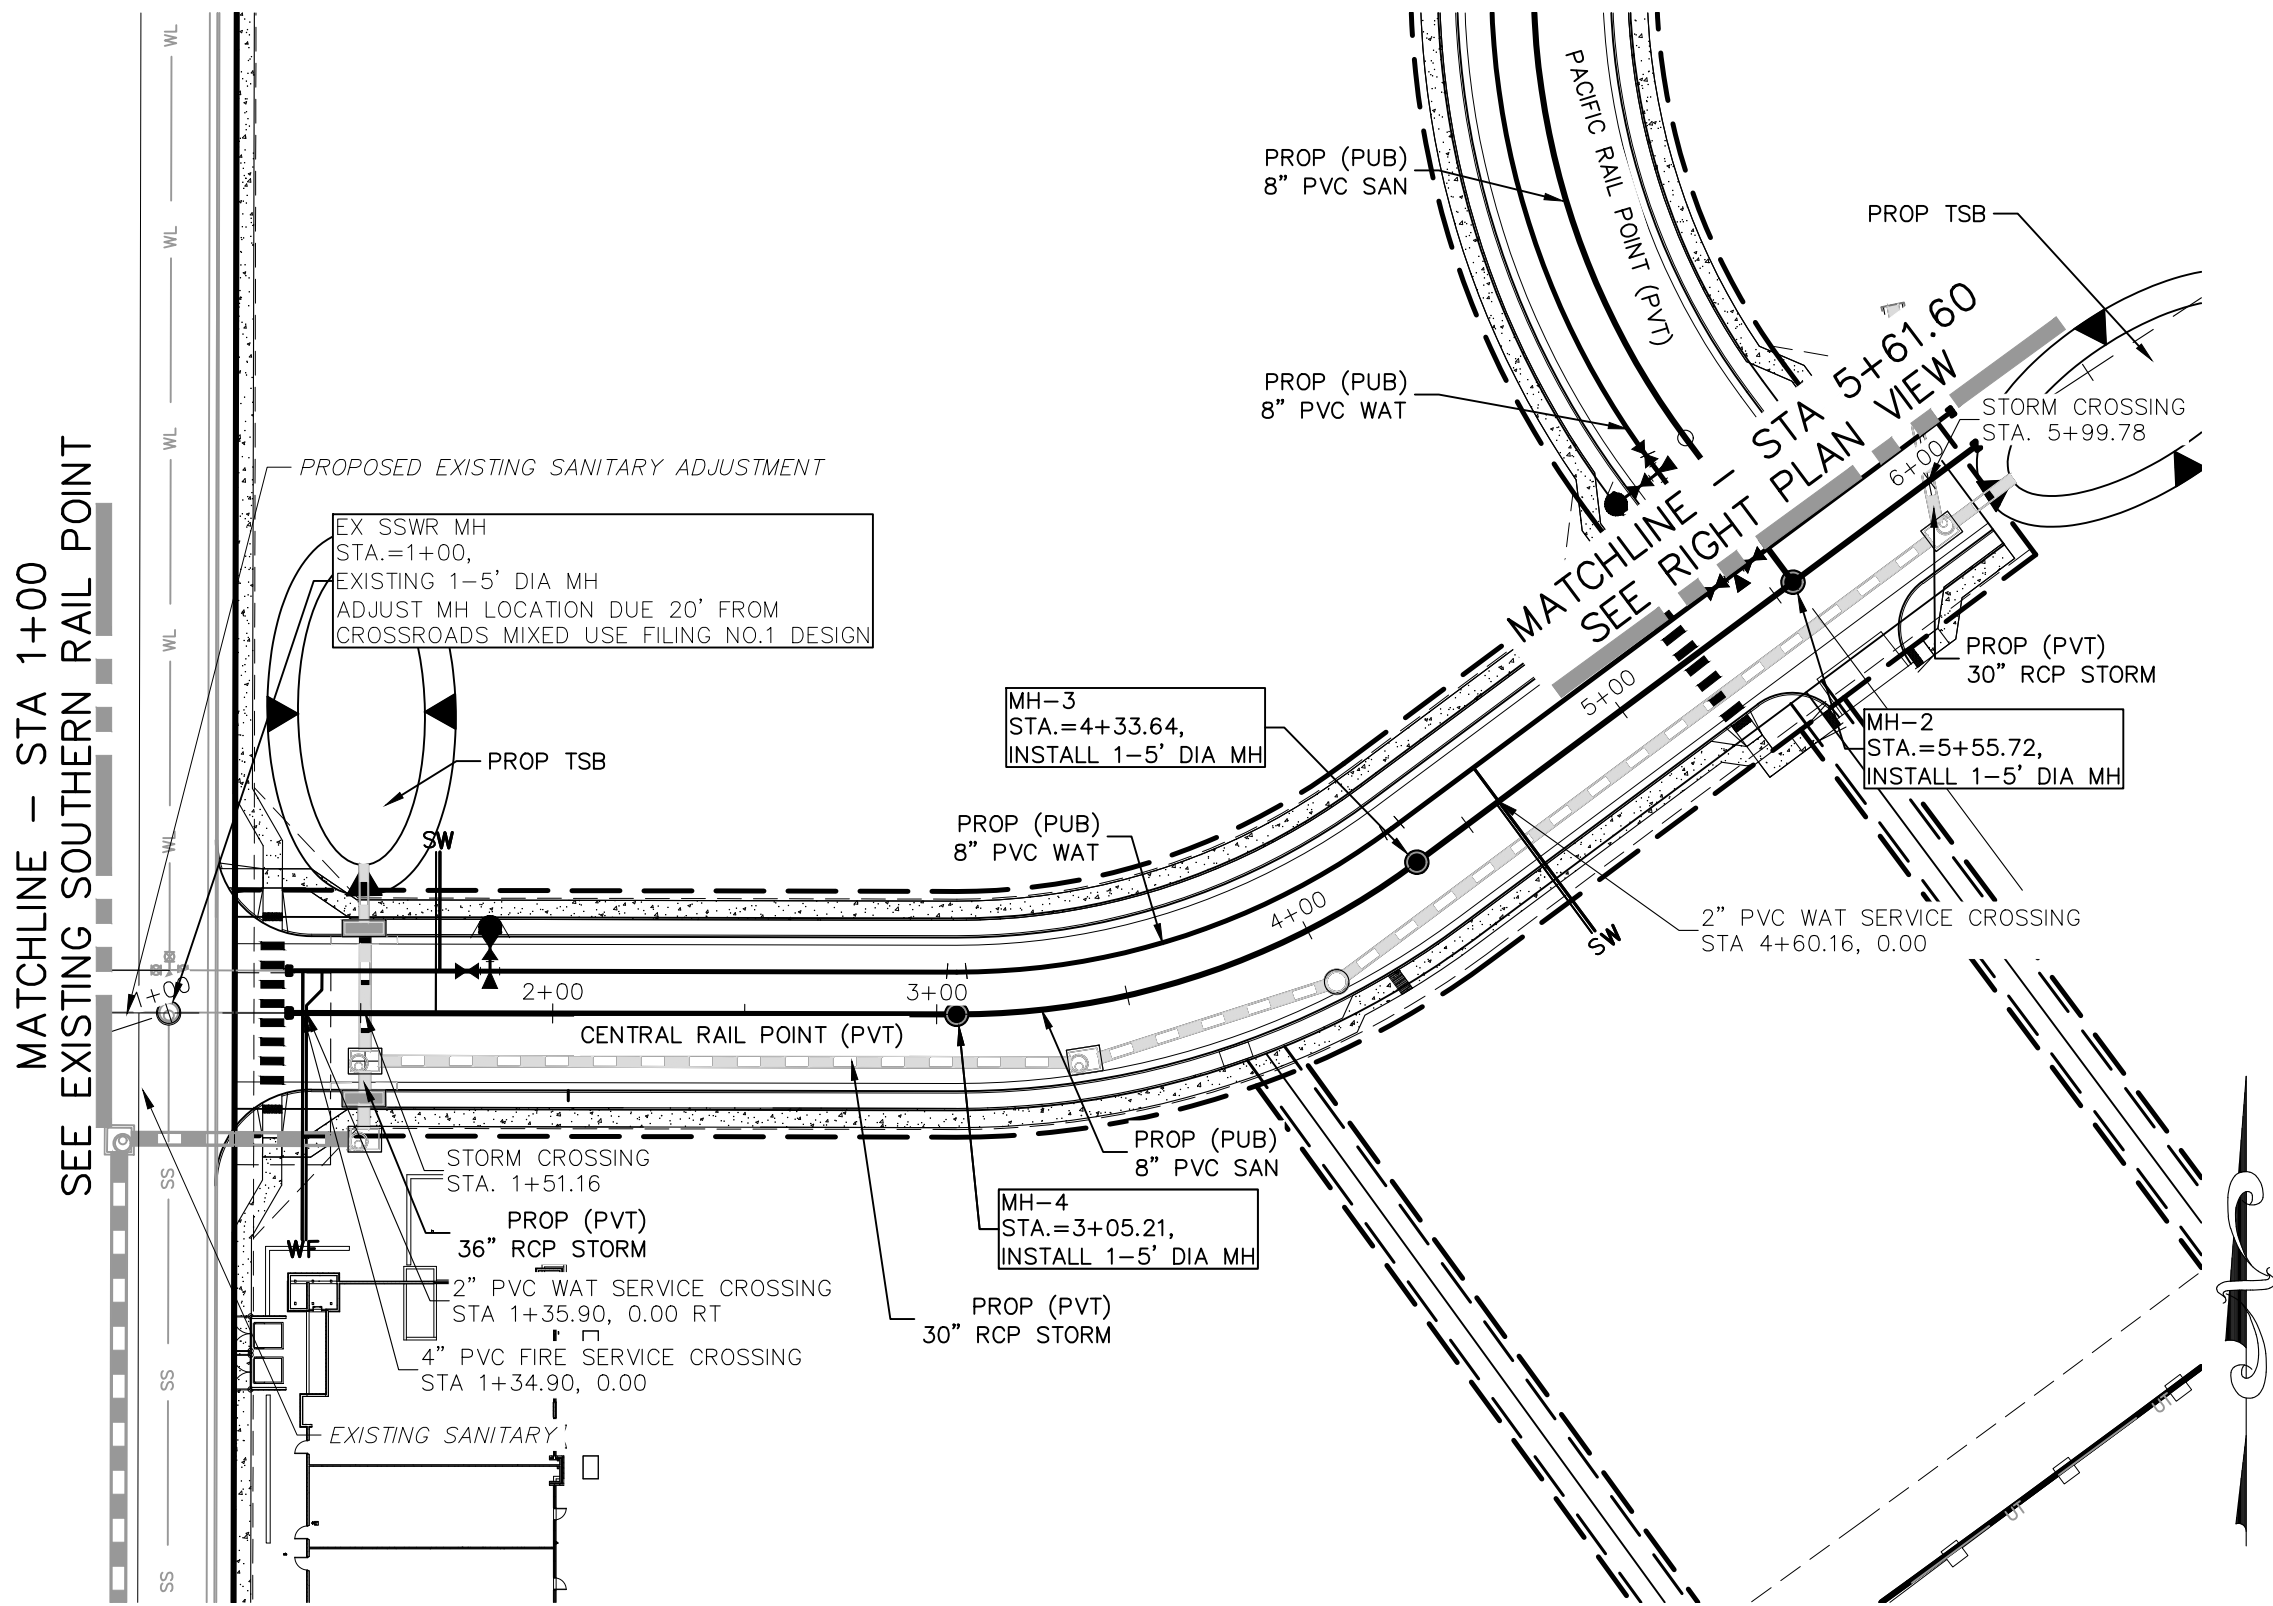 MATCHLINE – STA 1+00
SEE EXISTING SOUTHERN RAIL POINT
WL
WL
WL
WL
WL
SS
SS
SS
PROPOSED EXISTING SANITARY ADJUSTMENT
EX SSWR MH
STA.=1+00,
EXISTING 1–5' DIA MH
ADJUST MH LOCATION DUE 20' FROM
CROSSROADS MIXED USE FILING NO.1 DESIGN
PROP TSB
SW
1+00
2+00
3+00
4+00
5+00
6+00
CENTRAL RAIL POINT (PVT)
STORM CROSSING
STA. 1+51.16
PROP (PVT)
36" RCP STORM
WF
2" PVC WAT SERVICE CROSSING
STA 1+35.90, 0.00 RT
4" PVC FIRE SERVICE CROSSING
STA 1+34.90, 0.00
EXISTING SANITARY
PROP (PVT)
30" RCP STORM
MH–4
STA.=3+05.21,
INSTALL 1–5' DIA MH
PROP (PUB)
8" PVC SAN
PROP (PUB)
8" PVC WAT
MH–3
STA.=4+33.64,
INSTALL 1–5' DIA MH
PROP (PUB)
8" PVC SAN
PROP (PUB)
8" PVC WAT
PACIFIC RAIL POINT (PVT)
MATCHLINE – STA 5+61.60
SEE RIGHT PLAN VIEW
PROP TSB
STORM CROSSING
STA. 5+99.78
PROP (PVT)
30" RCP STORM
MH–2
STA.=5+55.72,
INSTALL 1–5' DIA MH
2" PVC WAT SERVICE CROSSING
STA 4+60.16, 0.00
SW
UT
UT